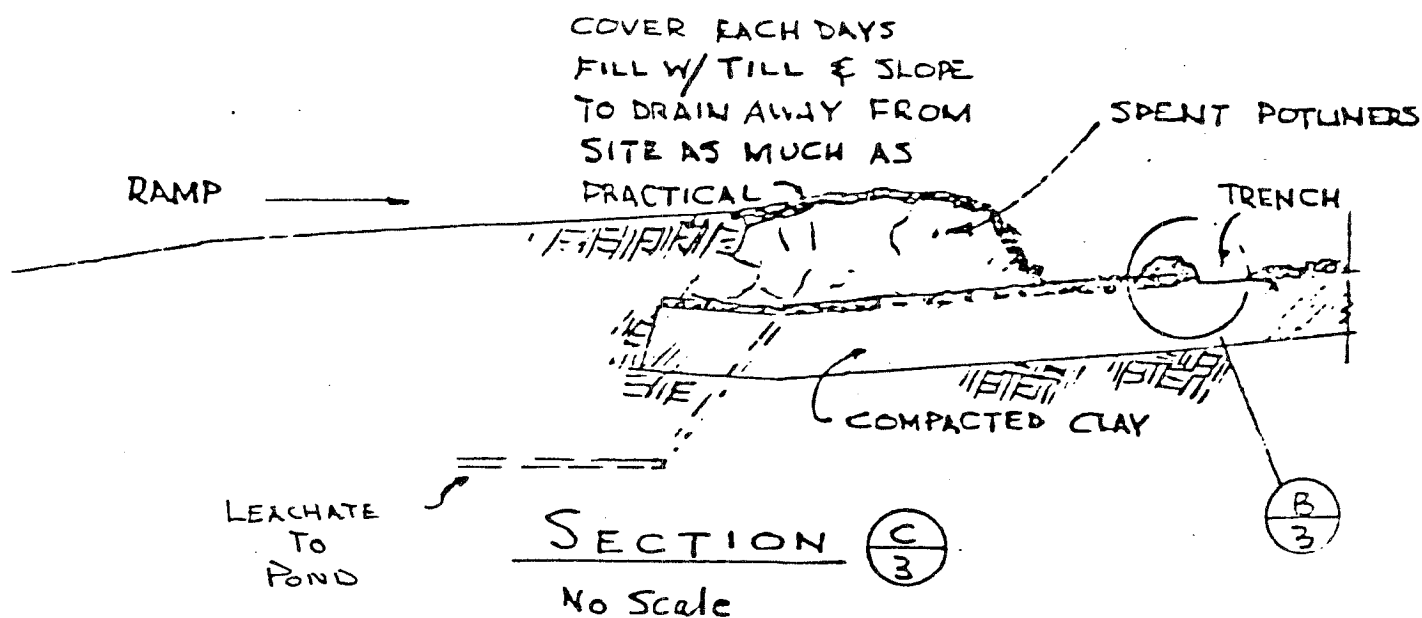 COVER EACH DAYS
FILL W/ TILL & SLOPE
TO DRAIN AWAY FROM
SITE AS MUCH AS
PRACTICAL
SPENT POTLINERS
RAMP
TRENCH
COMPACTED CLAY
LEACHATE
TO
POND
SECTION
C
3
No Scale
B
3